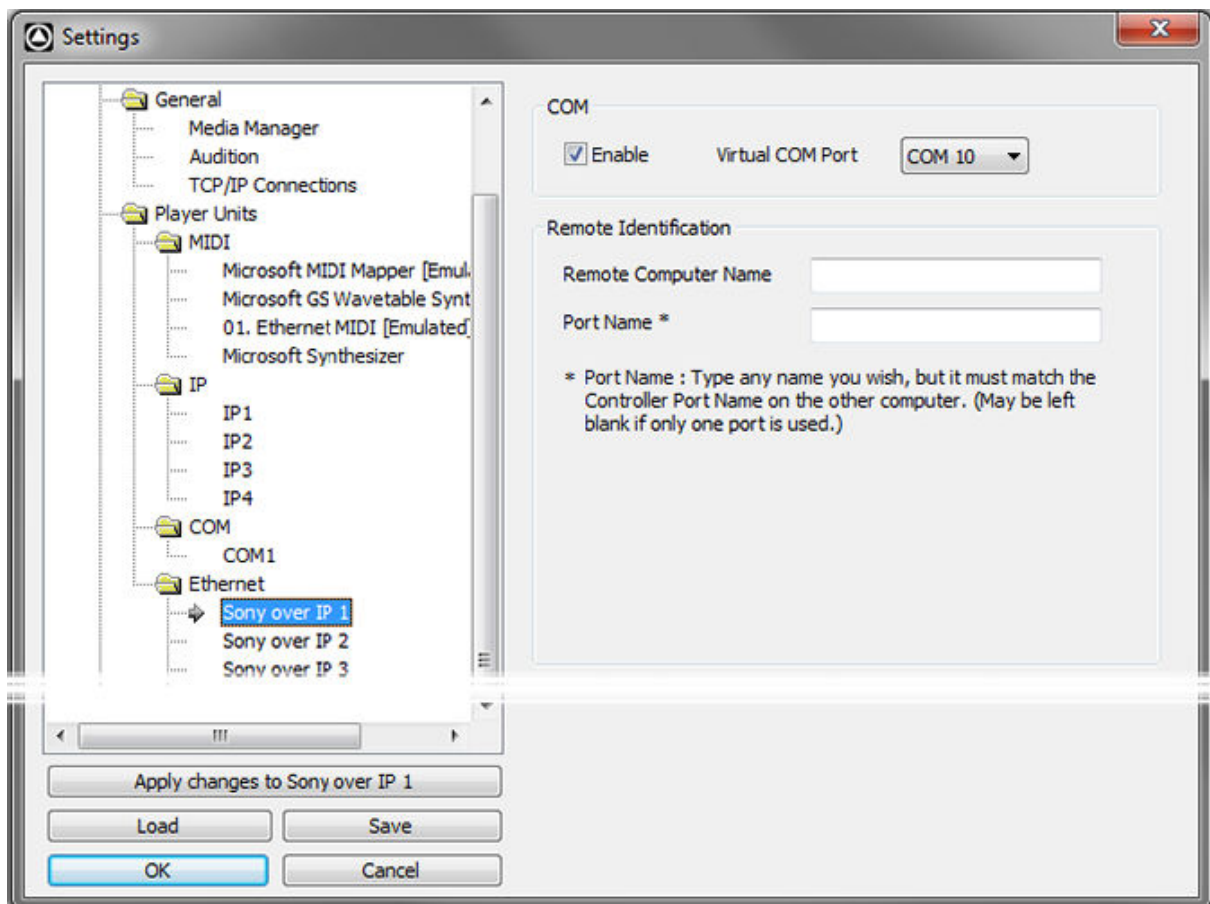 Settings
General
Media Manager
Audition
TCP/IP Connections
Player Units
MIDI
Microsoft MIDI Mapper [Emul
Microsoft GS Wavetable Synt
01. Ethernet MIDI [Emulated]
Microsoft Synthesizer
IP
IP1
IP2
IP3
IP4
COM
COM1
Ethernet
Sony over IP 1
Sony over IP 2
Sony over IP 3
Apply changes to Sony over IP 1
Load
Save
OK
Cancel
COM
Enable
Virtual COM Port
COM 10
Remote Identification
Remote Computer Name
Port Name *
* Port Name : Type any name you wish, but it must match the
Controller Port Name on the other computer. (May be left
blank if only one port is used.)